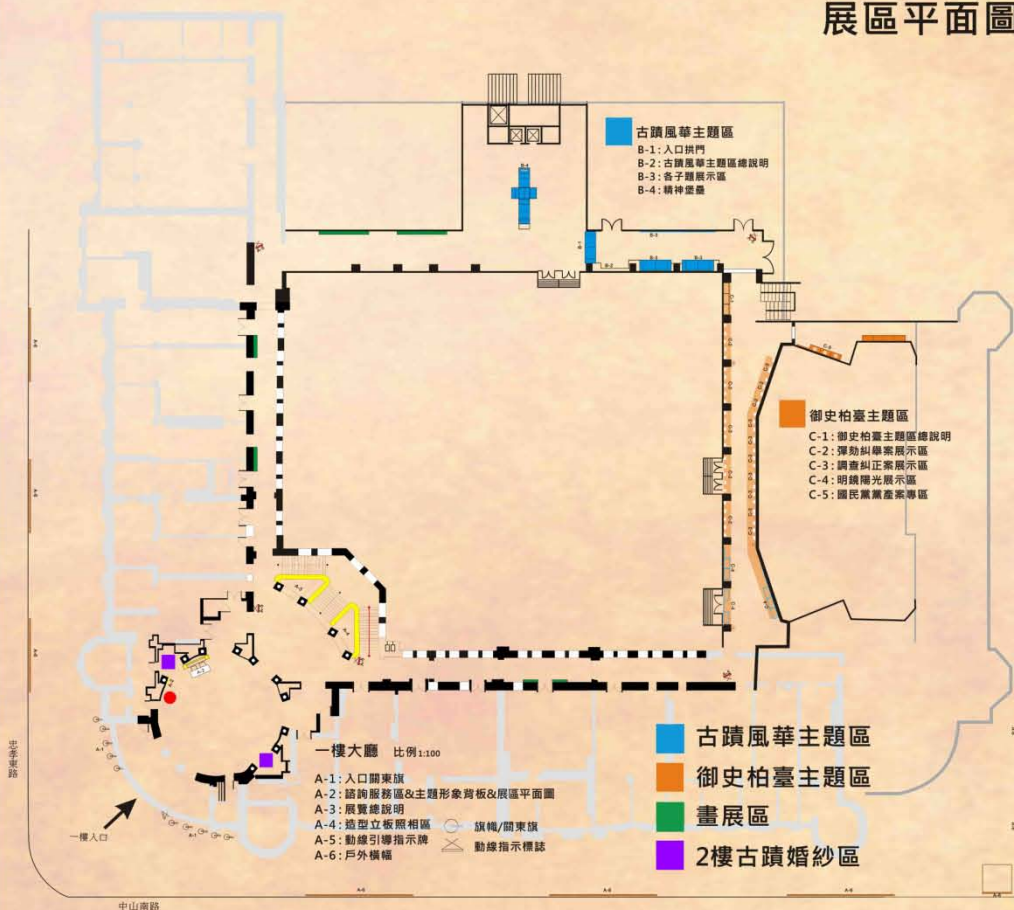 展區平面圖
古蹟風華主題區
B-1:入口拱門
B-2:古蹟風華主題區總說明
B-3:各子題展示區
B-4:精神堡壘
御史柏臺主題區
C-1:御史柏臺主題區總說明
C-2:彈劾糾舉案展示區
C-3:調查糾正案展示區
C-4:明鏡陽光展示區
C-5:國民黨黨產案專區
一樓大廳 比例1:100
A-1:入口關東旗
A-2:諮詢服務區&主題形象背板&展區平面圖
A-3:展覽總說明
A-4:造型立板照相區
A-5:動線引導指示牌
A-6:戶外橫幅
旗幟/關東旗
動線指示標誌
古蹟風華主題區
御史柏臺主題區
畫展區
2樓古蹟婚紗區
忠孝東路
一樓入口
中山南路
B-1
B-2
A-1
A-6
A-6
A-6